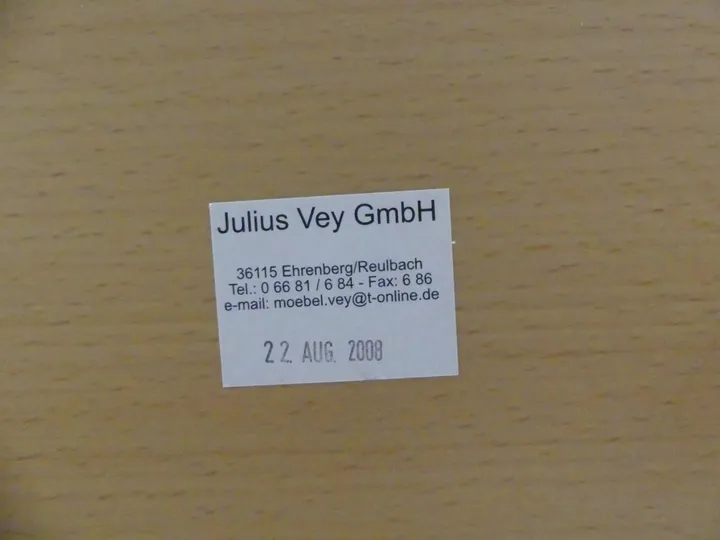 Julius Vey GmbH
36115 Ehrenberg/Reulbach
Tel.: 0 66 81 / 6 84 - Fax: 6 86
e-mail: moebel.vey@t-online.de
22. AUG. 2008